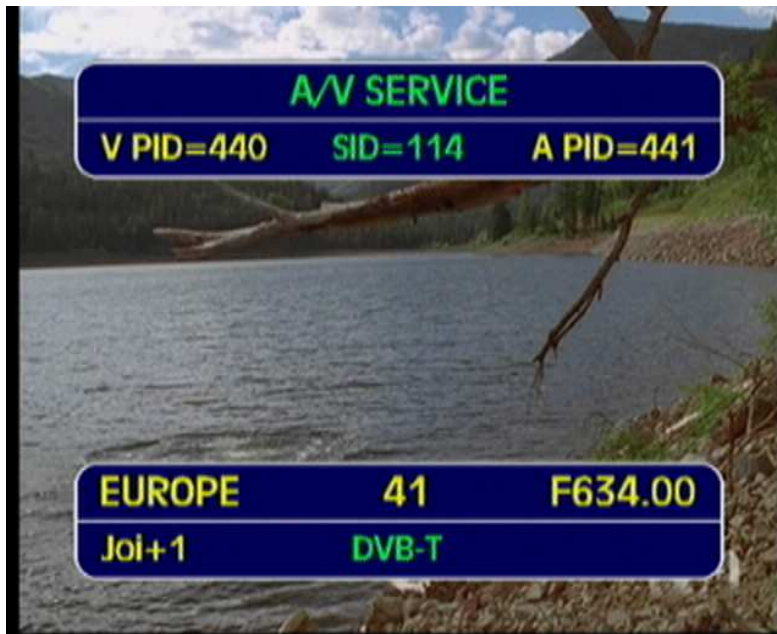 A/V SERVICE
V PID=440 SID=114 A PID=441
EUROPE 41 F634.00
Joi+1 DVB-T